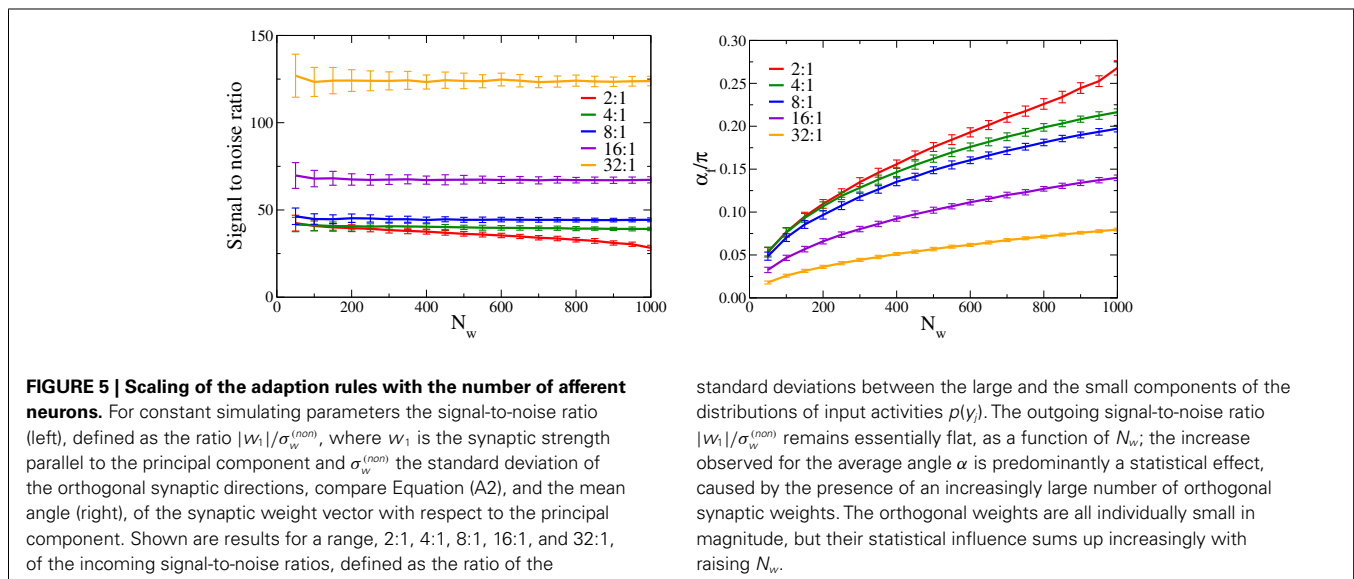 150
100
50
0
Signal to noise ratio
2:1
4:1
8:1
16:1
32:1
200
400
600
800
1000
N_w
0.30
0.25
0.20
0.15
0.10
0.05
0.00
2:1
4:1
8:1
16:1
32:1
0
200
400
600
800
1000
N_w
FIGURE 5 | Scaling of the adaption rules with the number of afferent
neurons. For constant simulating parameters the signal-to-noise ratio
(left), defined as the ratio |w₁|/σ_w^(non), where w₁ is the synaptic strength
parallel to the principal component and σ_w^(non) the standard deviation of
the orthogonal synaptic directions, compare Equation (A2), and the mean
angle (right), of the synaptic weight vector with respect to the principal
component. Shown are results for a range, 2:1, 4:1, 8:1, 16:1, and 32:1,
of the incoming signal-to-noise ratios, defined as the ratio of the
standard deviations between the large and the small components of the
distributions of input activities p(y_j). The outgoing signal-to-noise ratio
|w₁|/σ_w^(non) remains essentially flat, as a function of N_w; the increase
observed for the average angle α is predominantly a statistical effect,
caused by the presence of an increasingly large number of orthogonal
synaptic weights. The orthogonal weights are all individually small in
magnitude, but their statistical influence sums up increasingly with
raising N_w.